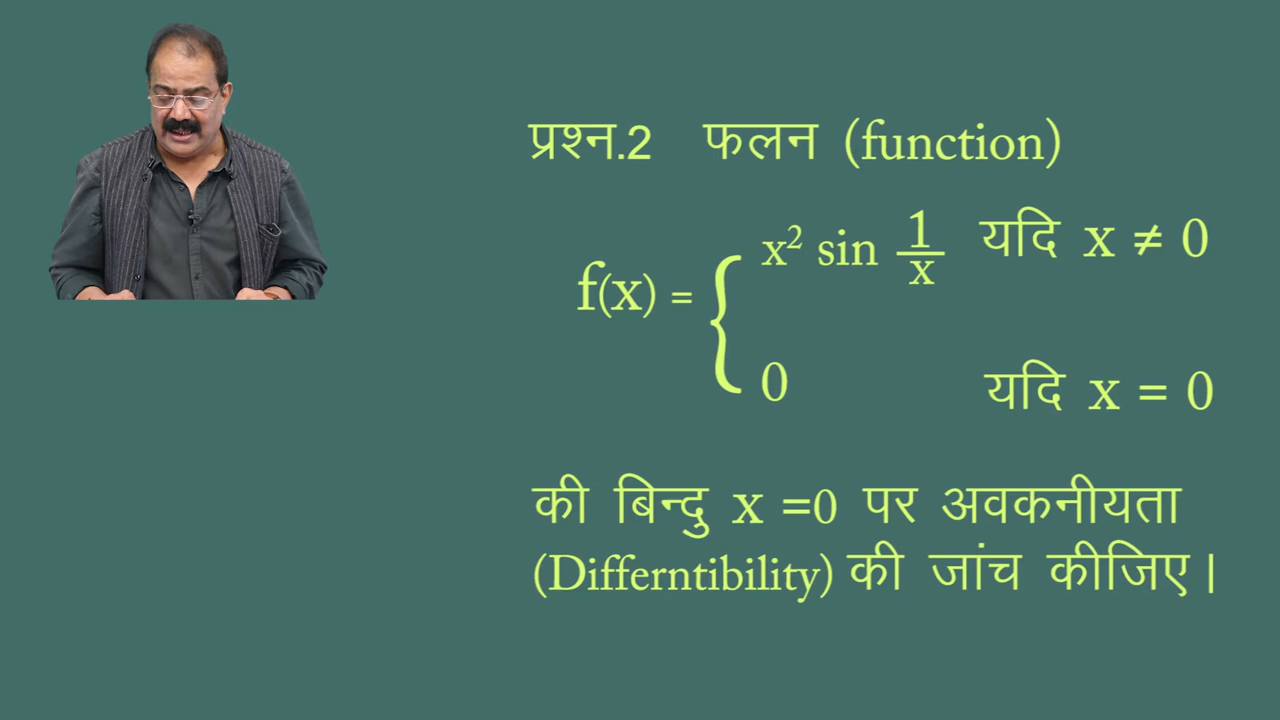 प्रश्न.2 फलन (function)
x² sin 1/x यदि x ≠ 0
f(x) = {
0 यदि x = 0
की बिन्दु x =0 पर अवकनीयता
(Differntibility) की जांच कीजिए |